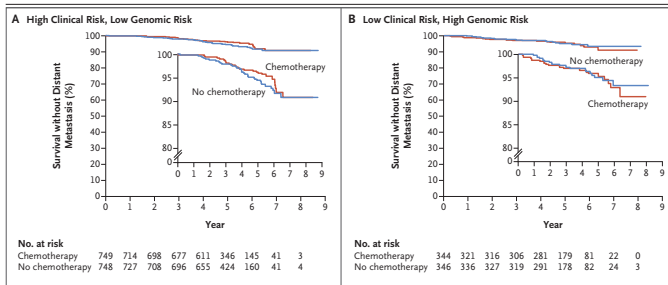 A High Clinical Risk, Low Genomic Risk
Survival without Distant
Metastasis (%)
100
90
80
70
60
50
40
30
20
10
0
100
95
90
85
80
0
Chemotherapy
No chemotherapy
0 1 2 3 4 5 6 7 8 9
0 1 2 3 4 5 6 7 8 9
Year
No. at risk
Chemotherapy 749 714 698 677 611 346 145 41 3
No chemotherapy 748 727 708 696 655 424 160 41 4
B Low Clinical Risk, High Genomic Risk
Survival without Distant
Metastasis (%)
100
90
80
70
60
50
40
30
20
10
0
100
95
90
85
80
0
No chemotherapy
Chemotherapy
0 1 2 3 4 5 6 7 8 9
0 1 2 3 4 5 6 7 8 9
Year
No. at risk
Chemotherapy 344 321 316 306 281 179 81 22 0
No chemotherapy 346 336 327 319 291 178 82 24 3